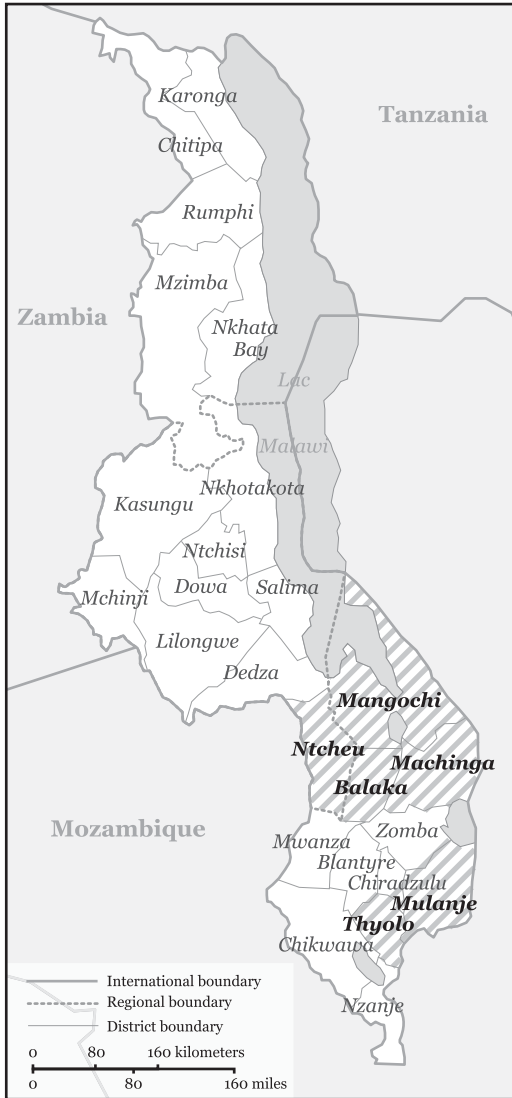 Karonga
Tanzania
Chitipa
Rumphi
Mzimba
Zambia
Nkhata
Bay
Lac
Malawi
Nkhotakota
Kasungu
Ntchisi
Dowa
Salima
Mchinji
Lilongwe
Dedza
Mangochi
Ntcheu
Machinga
Balaka
Mozambique
Zomba
Mwanza
Blantyre
Chiradzulu
Mulanje
Thyolo
Chikwawa
Nzanje
International boundary
Regional boundary
District boundary
0 80 160 kilometers
0 80 160 miles